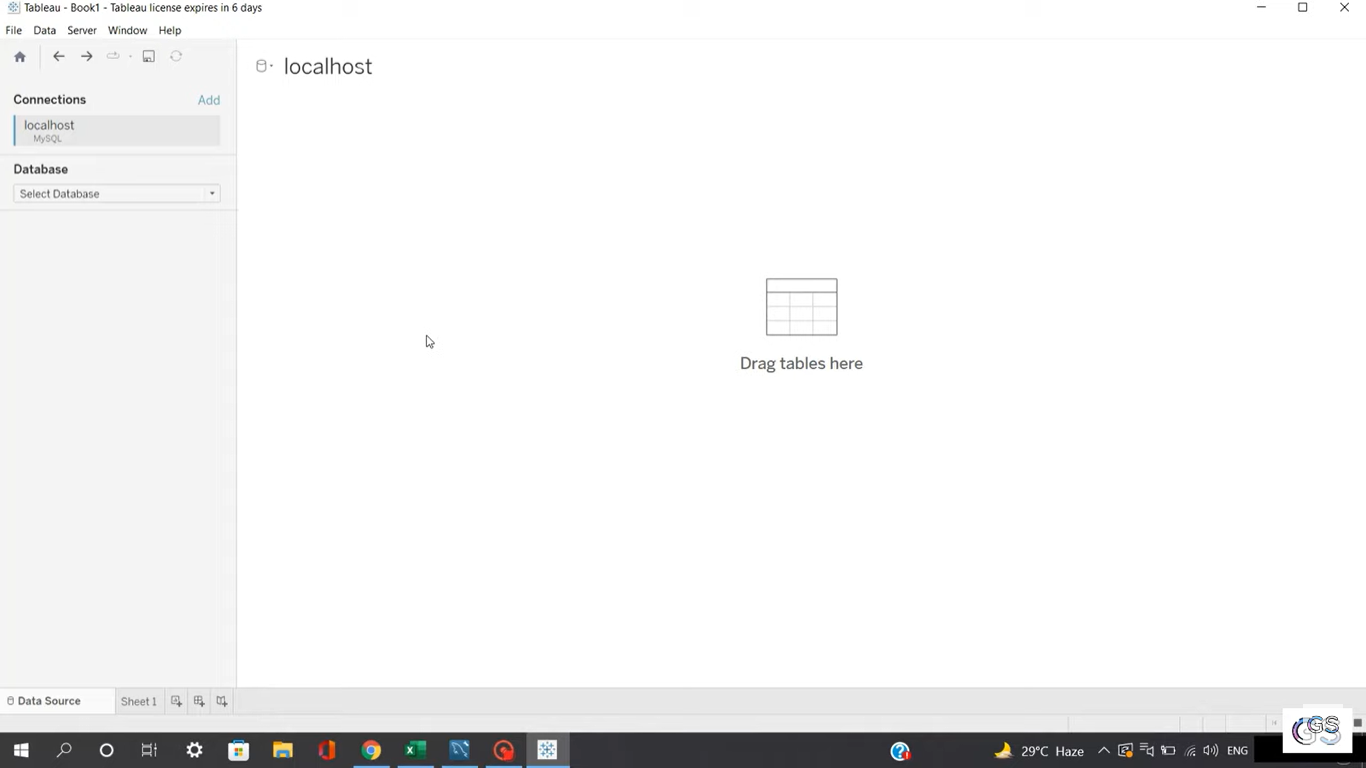 Tableau - Book1 - Tableau license expires in 6 days
File Data Server Window Help
localhost
Connections Add
localhost
MySQL
Database
Select Database
Drag tables here
Data Source Sheet 1
29°C Haze ENG
GS